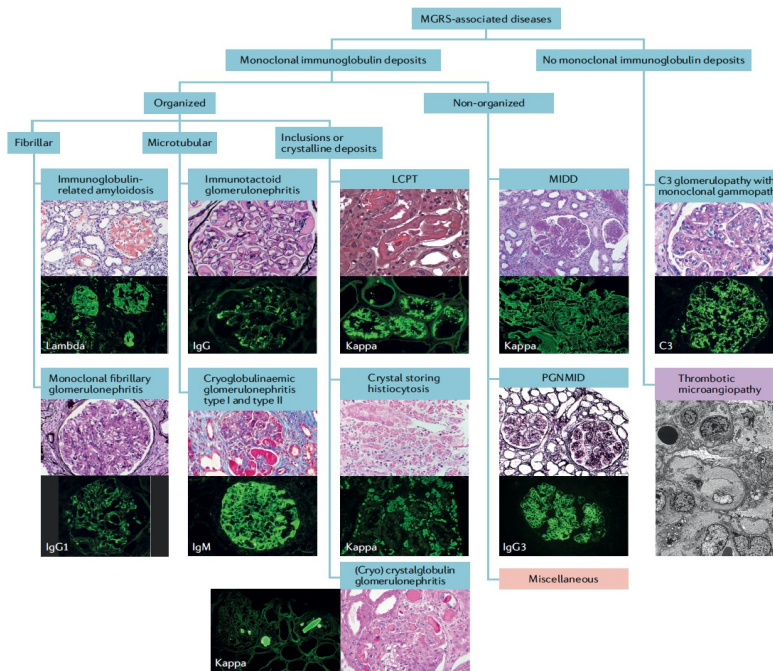 MGRS-associated diseases
Monoclonal immunoglobulin deposits
No monoclonal immunoglobulin deposits
Organized
Non-organized
Fibrillar
Microtubular
Inclusions or
crystalline deposits
Immunoglobulin-
related amyloidosis
Immunotactoid
glomerulonephritis
LCPT
MIDD
C3 glomerulopathy with
monoclonal gammopath
Lambda
IgG
Kappa
Kappa
C3
Monoclonal fibrillary
glomerulonephritis
Cryoglobulinaemic
glomerulonephritis
type I and type II
Crystal storing
histiocytosis
PGNMID
Thrombotic
microangiopathy
IgG1
IgM
Kappa
IgG3
(Cryo) crystalglobulin
glomerulonephritis
Miscellaneous
Kappa